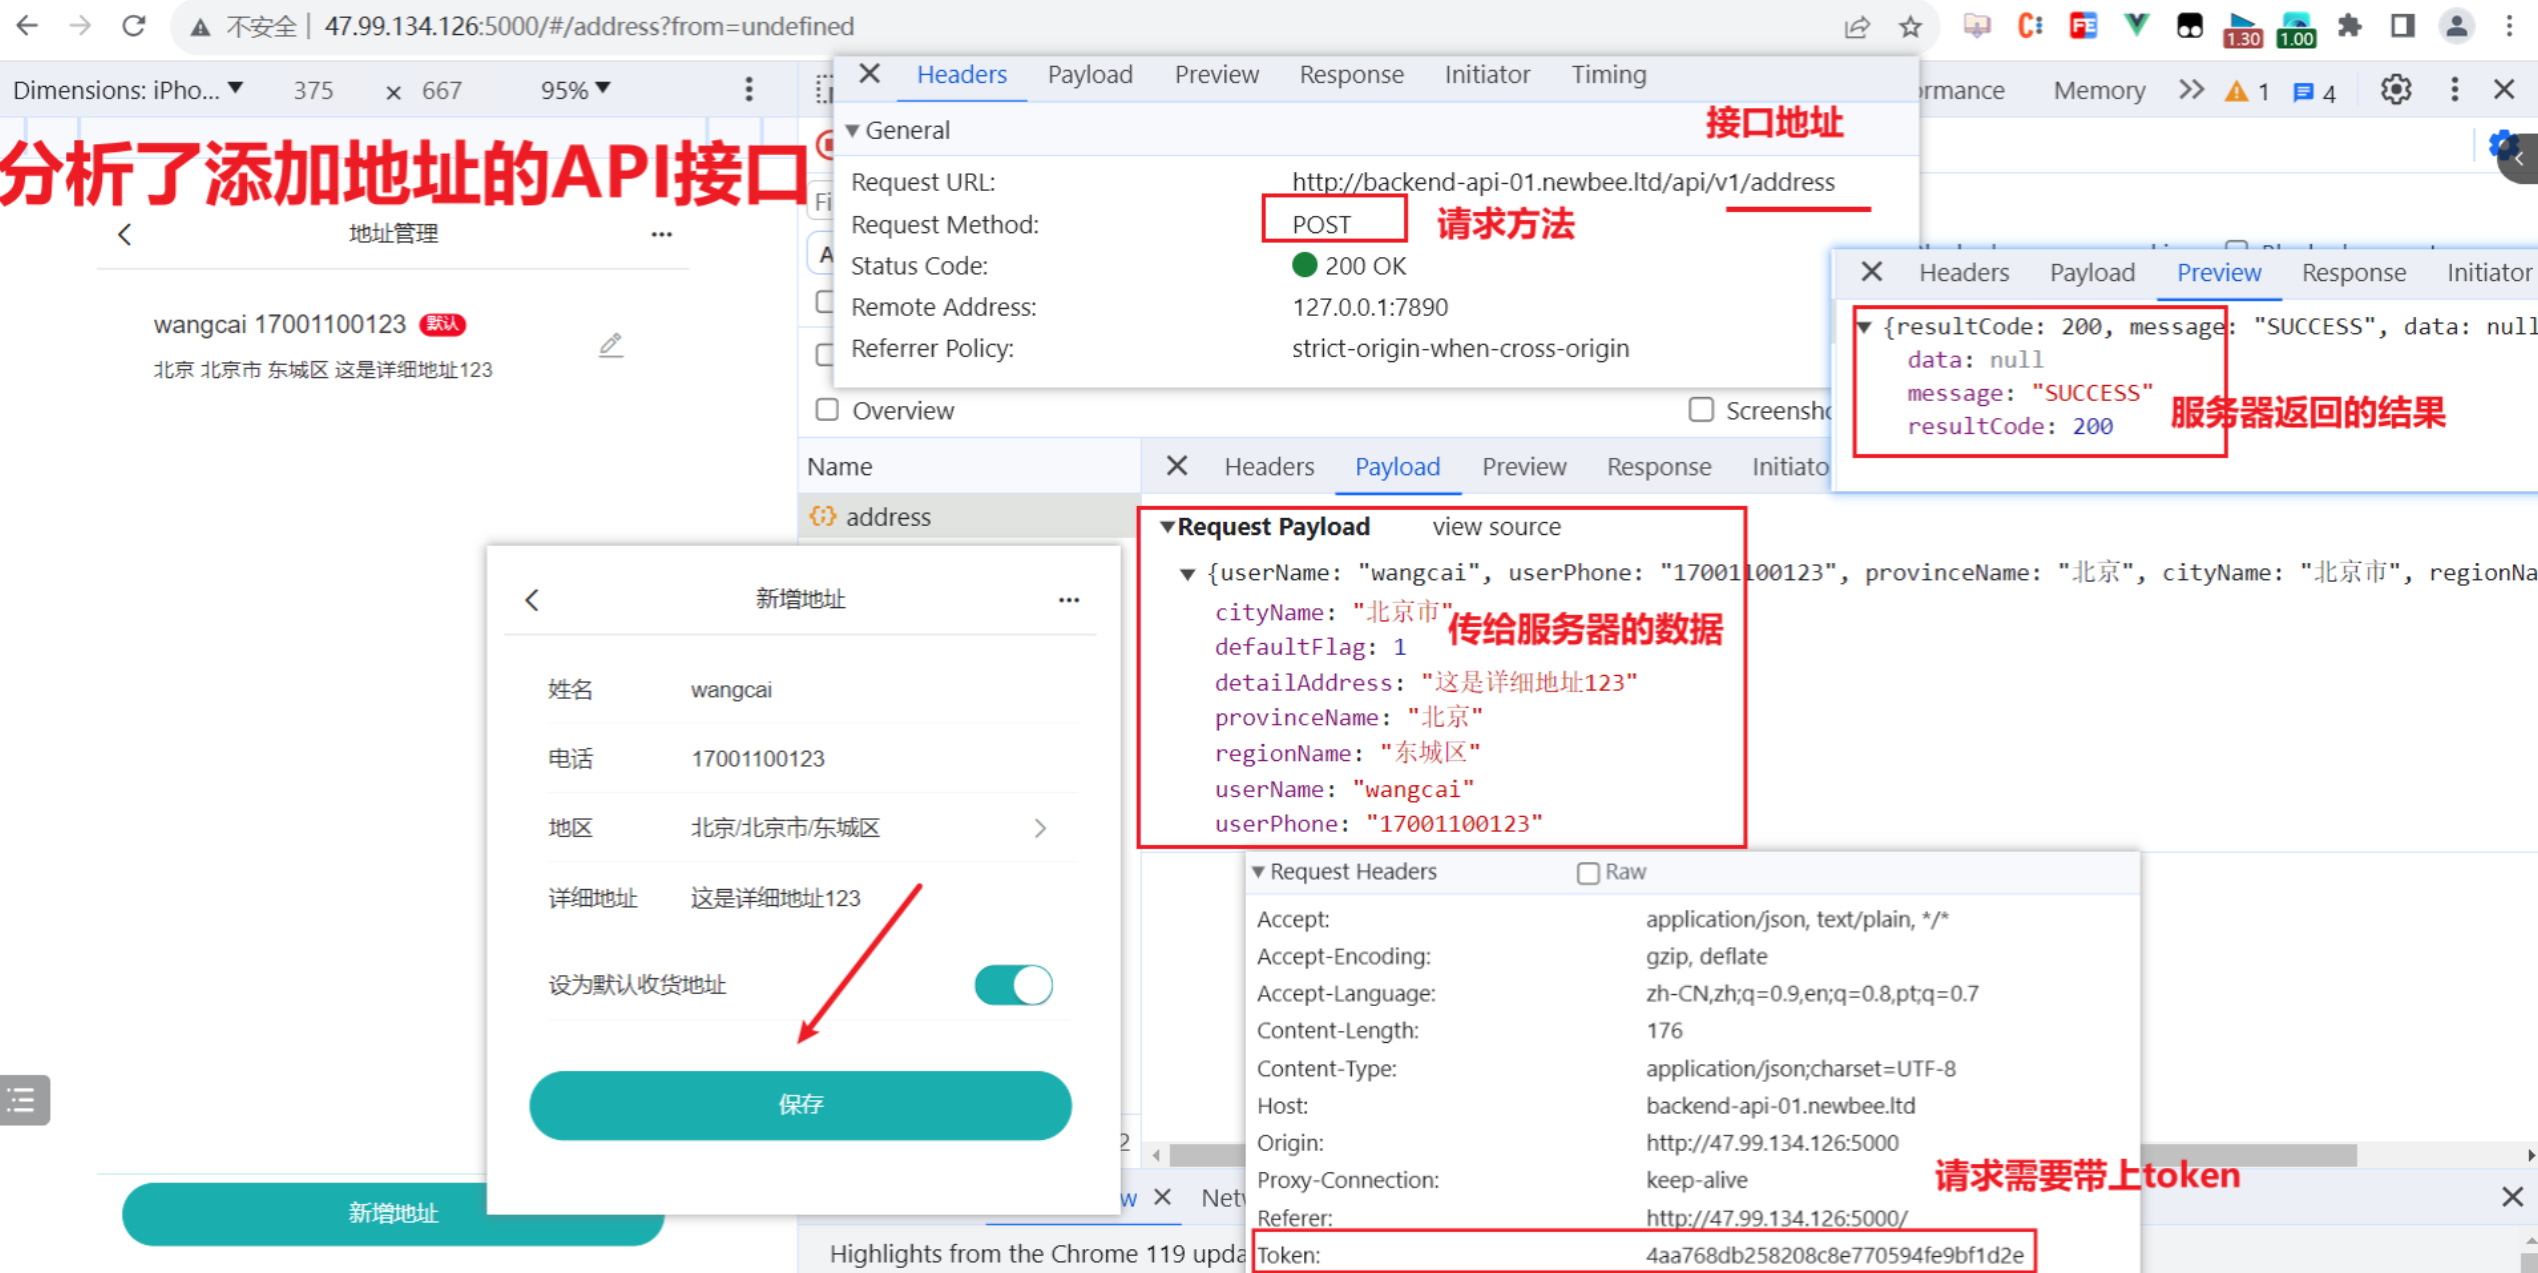 不安全 | 47.99.134.126:5000/#/address?from=undefined
1.30
1.00
Dimensions: iPho... ▼ 375 × 667 95% ▼
Memory
1
4
分析了添加地址的API接口
地址管理
wangcai 17001100123 默认
北京 北京市 东城区 这是详细地址123
新增地址
Headers Payload Preview Response Initiator Timing
General
接口地址
Request URL: http://backend-api-01.newbee.ltd/api/v1/address
Request Method: POST 请求方法
Status Code: 200 OK
Remote Address: 127.0.0.1:7890
Referrer Policy: strict-origin-when-cross-origin
Overview
Headers Payload Preview Response Initiator
{resultCode: 200, message: "SUCCESS", data: null
data: null
message: "SUCCESS"
resultCode: 200
服务器返回的结果
Name
address
Headers Payload Preview Response
Request Payload view source
{userName: "wangcai", userPhone: "17001100123", provinceName: "北京", cityName: "北京市", regionNa
cityName: "北京市"
传给服务器的数据
defaultFlag: 1
detailAddress: "这是详细地址123"
provinceName: "北京"
regionName: "东城区"
userName: "wangcai"
userPhone: "17001100123"
新增地址
姓名 wangcai
电话 17001100123
地区 北京/北京市/东城区
详细地址 这是详细地址123
设为默认收货地址
保存
Request Headers Raw
Accept: application/json, text/plain, */*
Accept-Encoding: gzip, deflate
Accept-Language: zh-CN,zh;q=0.9,en;q=0.8,pt;q=0.7
Content-Length: 176
Content-Type: application/json;charset=UTF-8
Host: backend-api-01.newbee.ltd
Origin: http://47.99.134.126:5000
Proxy-Connection: keep-alive
请求需要带上token
Referer: http://47.99.134.126:5000/
Token: 4aa768db258208c8e770594fe9bf1d2e
Highlights from the Chrome 119 upda